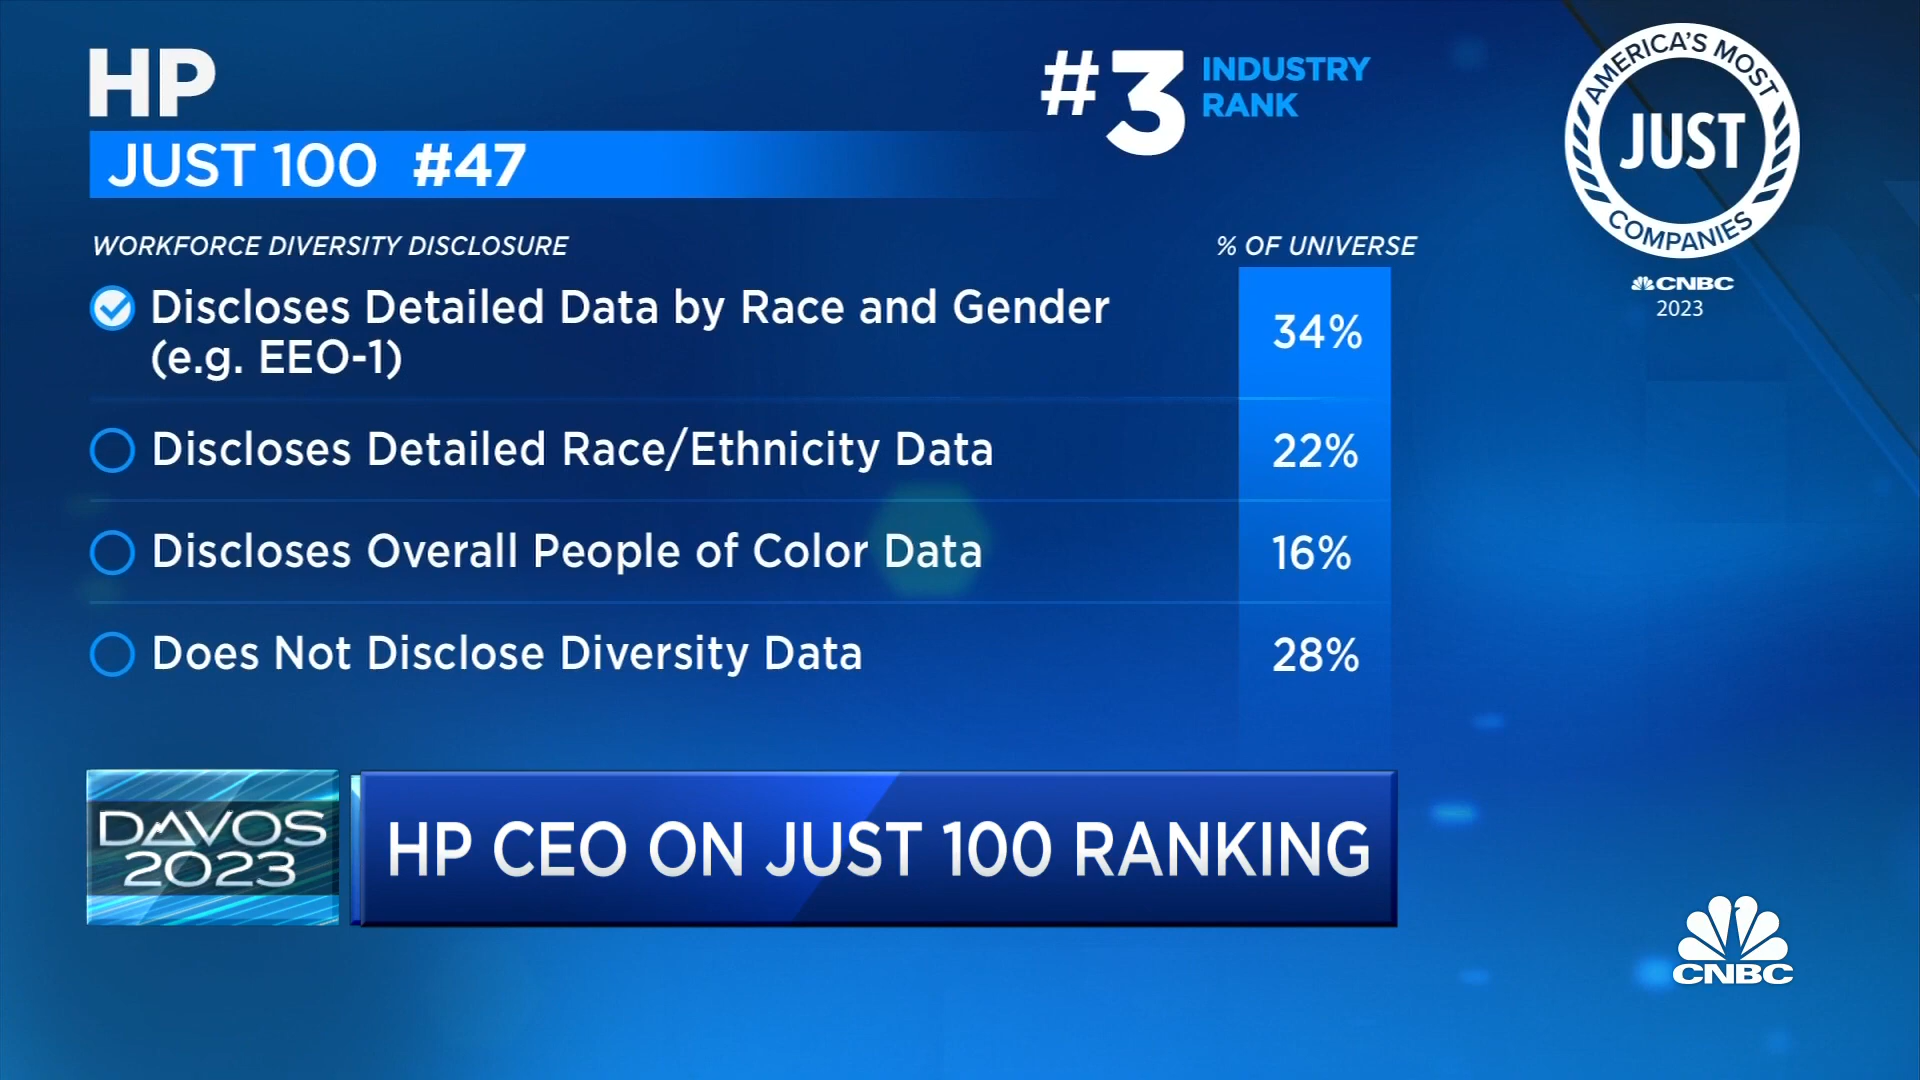 HP
#3 INDUSTRY
RANK
JUST 100 #47
AMERICA'S MOST
JUST
COMPANIES
CNBC
2023
WORKFORCE DIVERSITY DISCLOSURE
% OF UNIVERSE
Discloses Detailed Data by Race and Gender
(e.g. EEO-1)
34%
Discloses Detailed Race/Ethnicity Data
22%
Discloses Overall People of Color Data
16%
Does Not Disclose Diversity Data
28%
DAVOS
2023
HP CEO ON JUST 100 RANKING
CNBC